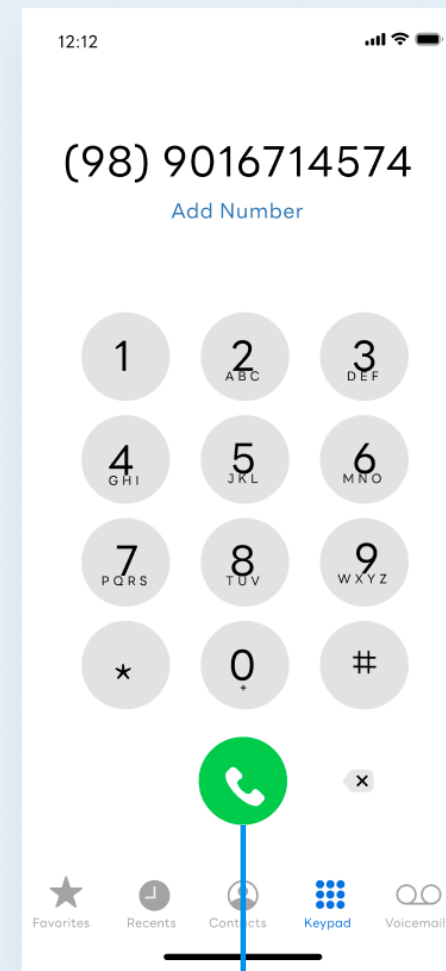 12:12
(98) 9016714574
Add Number
1 2 3
ABC DEF
4 5 6
GHI JKL MNO
7 8 9
PQRS TUV WXYZ
* 0 #
+
Favorites Recents Contacts Keypad Voicemail